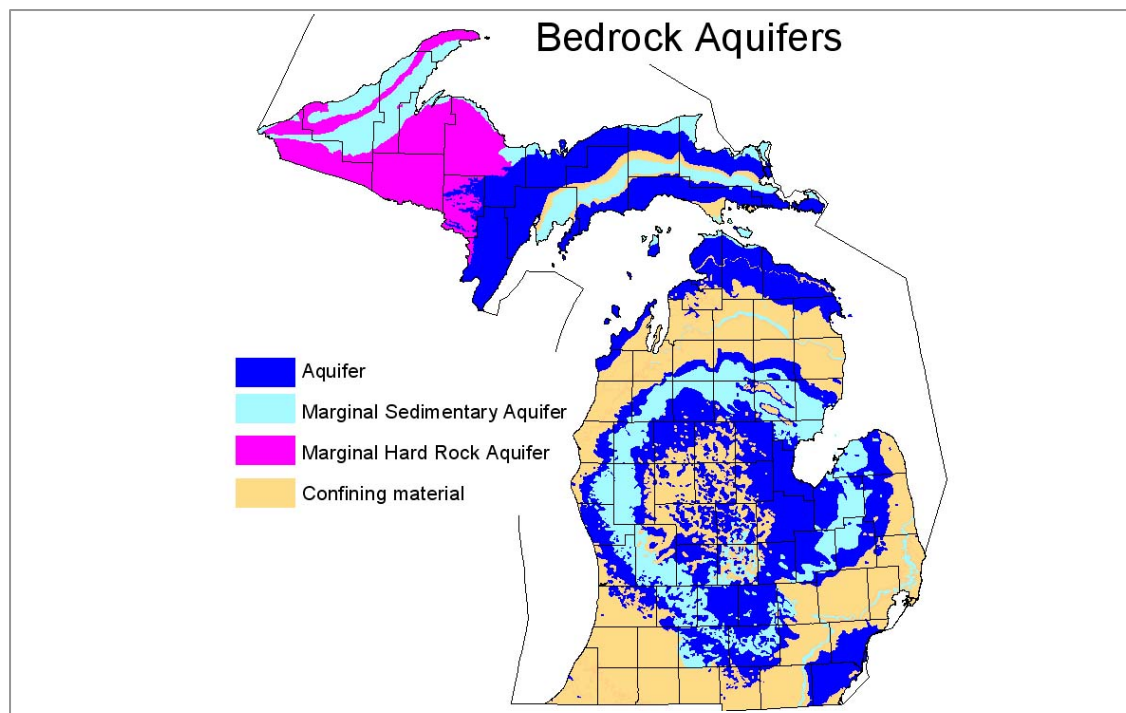 Bedrock Aquifers
Aquifer
Marginal Sedimentary Aquifer
Marginal Hard Rock Aquifer
Confining material